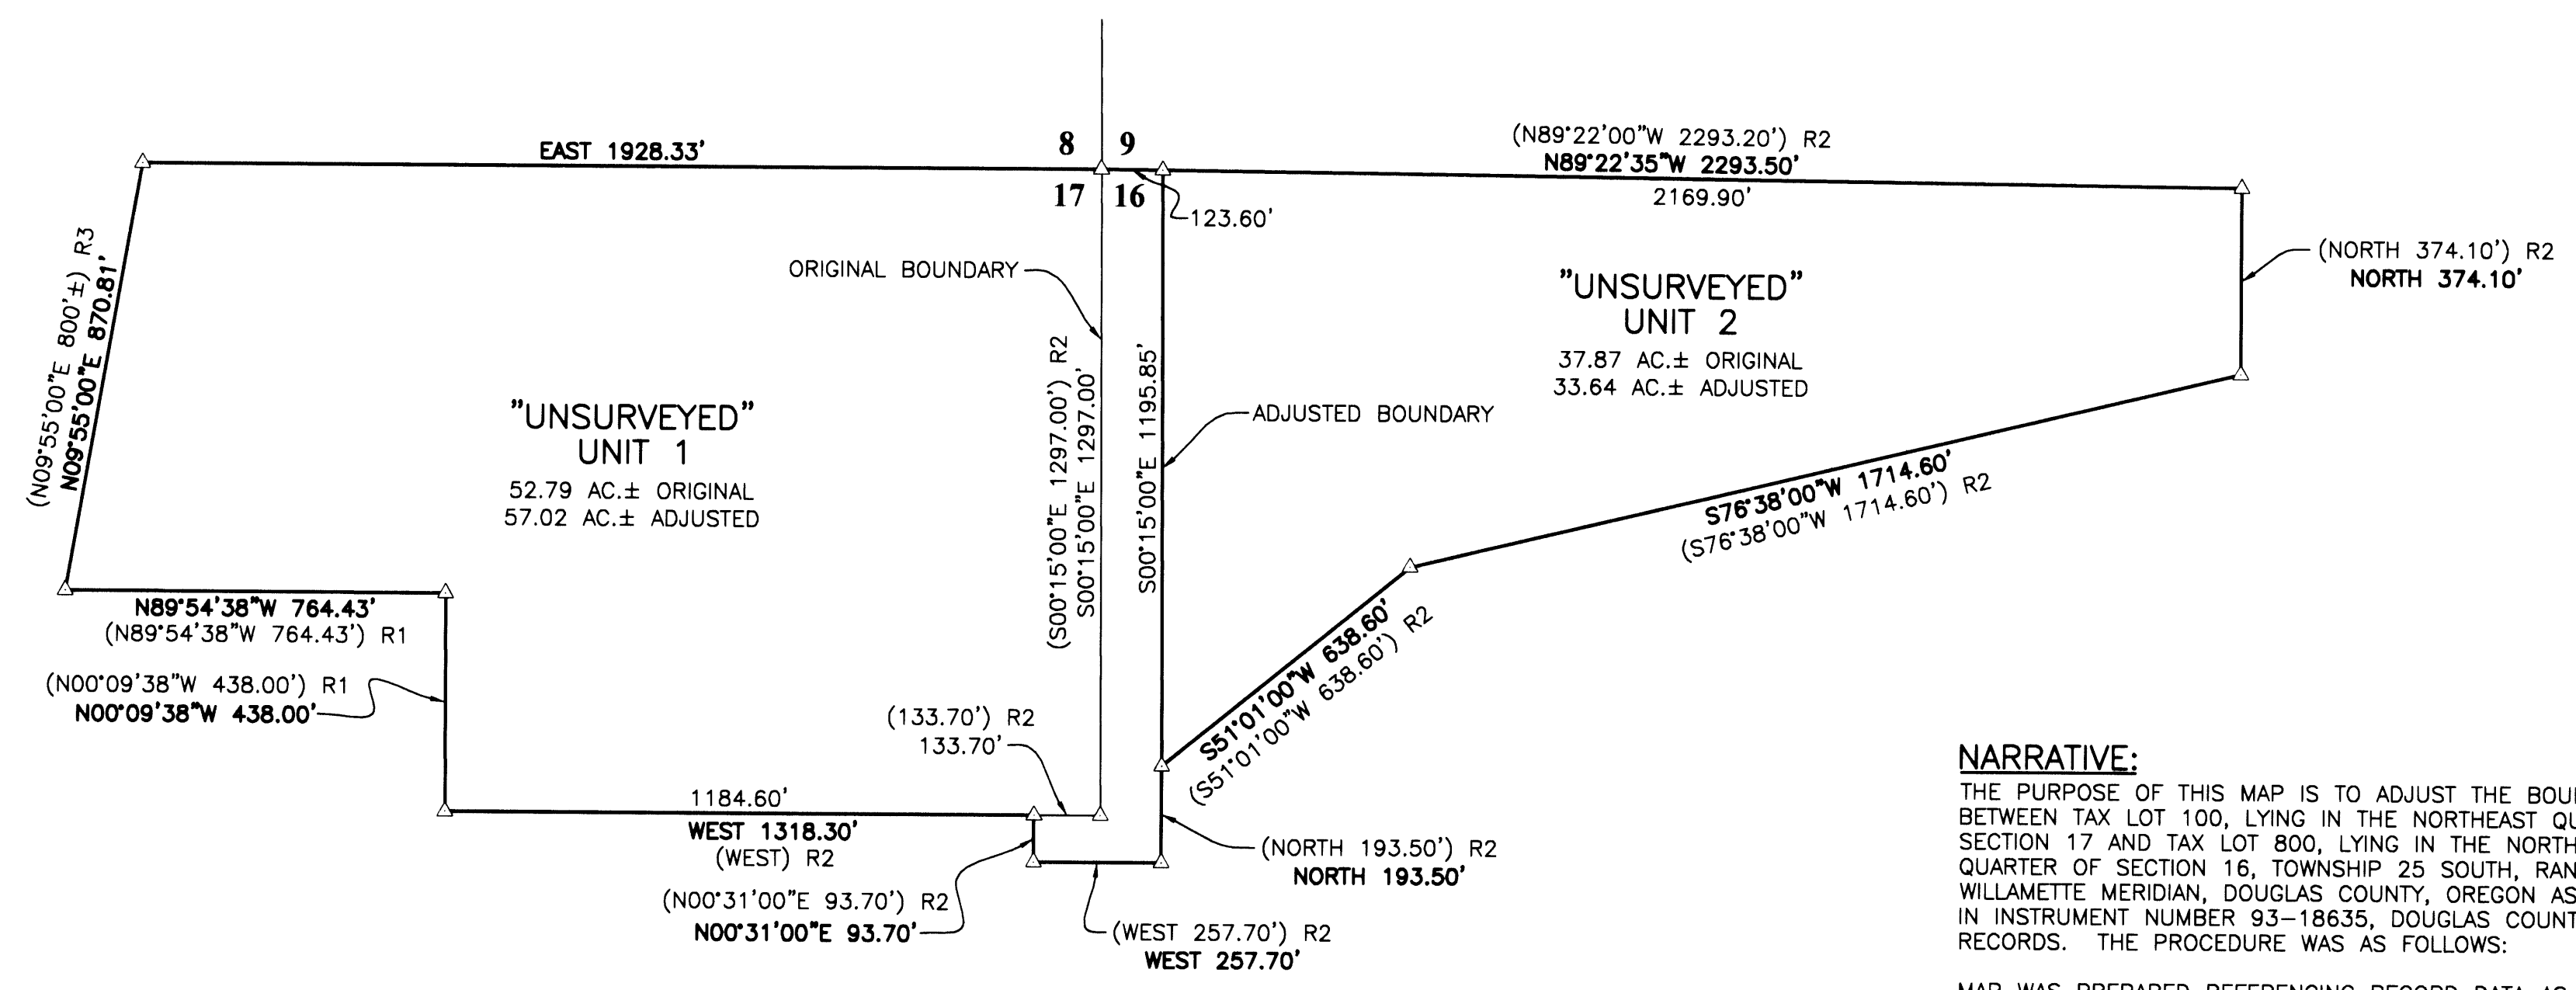 (N89°22'00"W 2293.20') R2
N89°22'35"W 2293.50'
2169.90'
EAST 1928.33'
8
9
17
16
123.60'
(NORTH 374.10') R2
NORTH 374.10'
ORIGINAL BOUNDARY
"UNSURVEYED"
UNIT 2
37.87 AC.± ORIGINAL
33.64 AC.± ADJUSTED
(N09°55'00"E 800'±) R3
N09°55'00"E 870.81'
"UNSURVEYED"
UNIT 1
52.79 AC.± ORIGINAL
57.02 AC.± ADJUSTED
(S00°15'00"E 1297.00') R2
S00°15'00"E 1297.00'
S00°15'00"E 1195.85'
ADJUSTED BOUNDARY
S76°38'00"W 1714.60'
(S76°38'00"W 1714.60') R2
N89°54'38"W 764.43'
(N89°54'38"W 764.43') R1
S51°01'00"W 638.60'
(S51°01'00"W 638.60') R2
(N00°09'38"W 438.00') R1
N00°09'38"W 438.00'
(133.70') R2
133.70'
1184.60'
WEST 1318.30'
(WEST) R2
(NORTH 193.50') R2
NORTH 193.50'
(N00°31'00"E 93.70') R2
N00°31'00"E 93.70'
(WEST 257.70') R2
WEST 257.70'
NARRATIVE:
THE PURPOSE OF THIS MAP IS TO ADJUST THE BOU
BETWEEN TAX LOT 100, LYING IN THE NORTHEAST QU
SECTION 17 AND TAX LOT 800, LYING IN THE NORTH
QUARTER OF SECTION 16, TOWNSHIP 25 SOUTH, RAN
WILLAMETTE MERIDIAN, DOUGLAS COUNTY, OREGON AS
IN INSTRUMENT NUMBER 93-18635, DOUGLAS COUNT
RECORDS. THE PROCEDURE WAS AS FOLLOWS:
MAP WAS PREPARED REFERENCING RECORD DATA AS